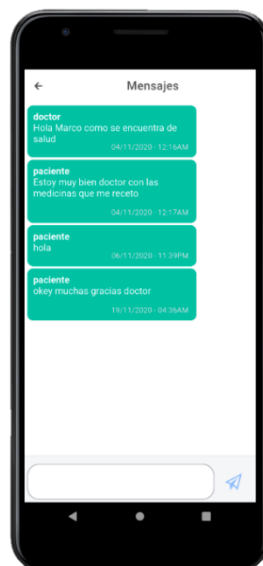 Mensajes
doctor
Hola Marco como se encuentra de
salud
04/11/2020 - 12:16AM
paciente
Estoy muy bien doctor con las
medicinas que me receto
04/11/2020 - 12:17AM
paciente
hola
06/11/2020 - 11:39PM
paciente
okey muchas gracias doctor
19/11/2020 - 04:36AM